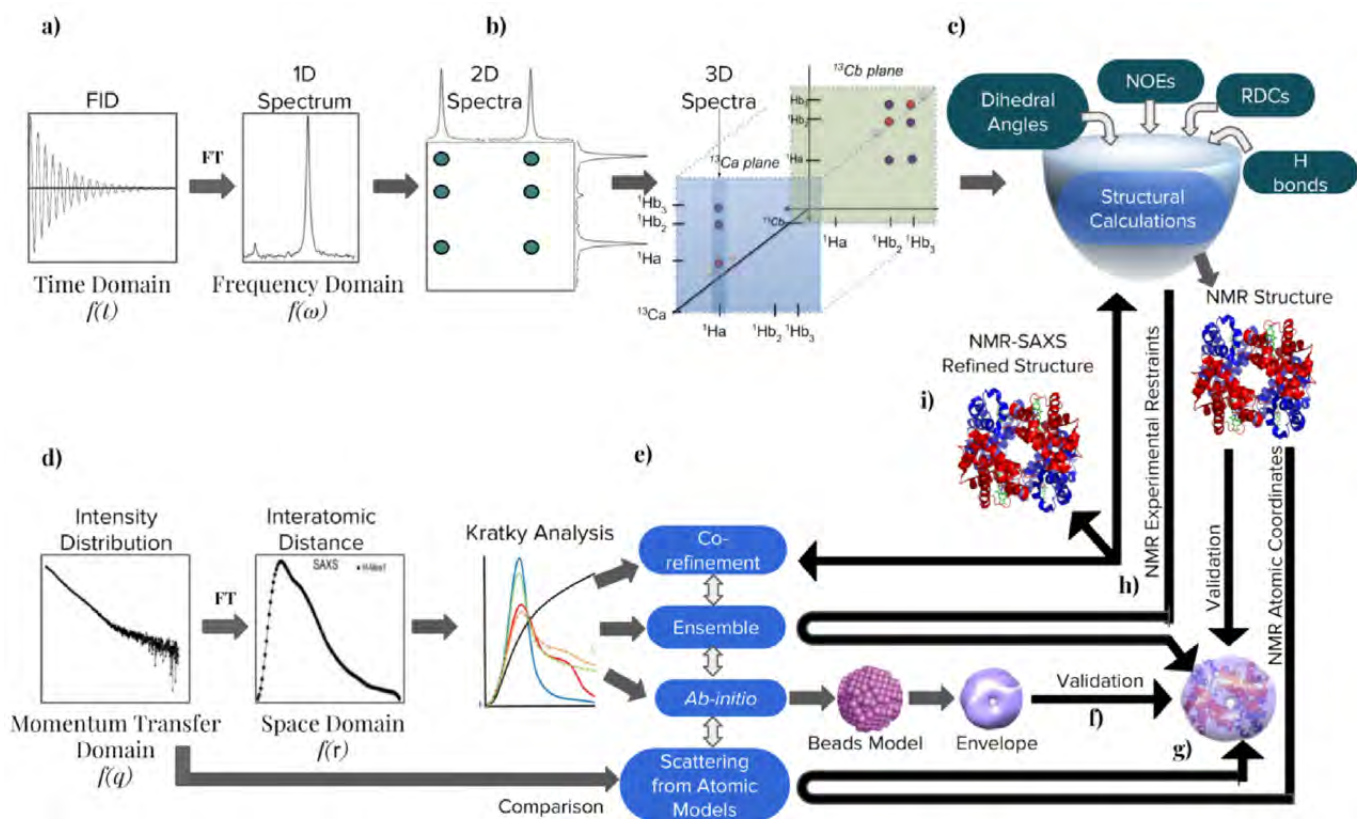 a)
FID
FT
Time Domain
f(t)
1D
Spectrum
Frequency Domain
f(ω)
b)
2D
Spectra
3D
Spectra
¹³Cb plane
¹Hb₃
¹Hb₂
¹Ha
¹³Cb
¹Ha
¹Hb₂
¹Hb₃
¹³Ca plane
¹Hb₃
¹Hb₂
¹Ha
¹³Ca
¹Ha
¹Hb₂
¹Hb₃
c)
Dihedral
Angles
NOEs
RDCs
H
bonds
Structural
Calculations
NMR Structure
NMR-SAXS
Refined Structure
i)
NMR Experimental Restraints
h)
Validation
NMR Atomic Coordinates
d)
Intensity
Distribution
Momentum Transfer
Domain
f(q)
FT
Interatomic
Distance
SAXS
Space Domain
f(r)
e)
Kratky Analysis
Co-
refinement
Ensemble
Ab-initio
Scattering
from Atomic
Models
Comparison
Beads Model
Envelope
Validation
f)
g)